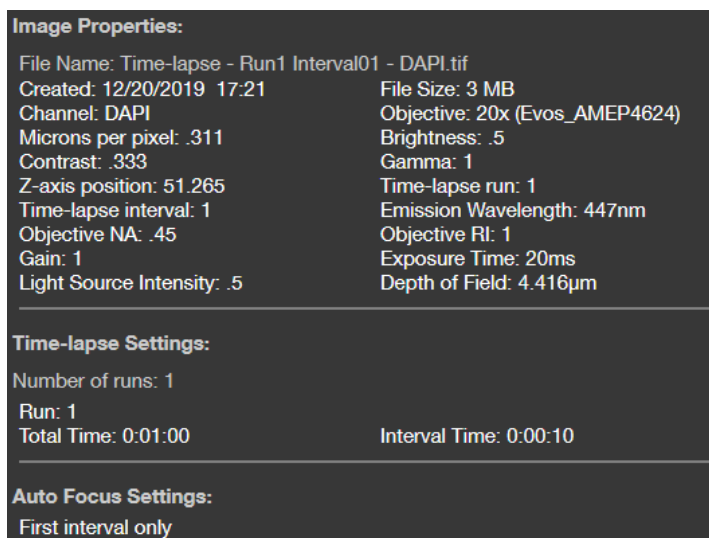 Image Properties:
File Name: Time-lapse - Run1 Interval01 - DAPI.tif
Created: 12/20/2019  17:21 File Size: 3 MB
Channel: DAPI Objective: 20x (Evos_AMEP4624)
Microns per pixel: .311 Brightness: .5
Contrast: .333 Gamma: 1
Z-axis position: 51.265 Time-lapse run: 1
Time-lapse interval: 1 Emission Wavelength: 447nm
Objective NA: .45 Objective RI: 1
Gain: 1 Exposure Time: 20ms
Light Source Intensity: .5 Depth of Field: 4.416µm
Time-lapse Settings:
Number of runs: 1
Run: 1
Total Time: 0:01:00 Interval Time: 0:00:10
Auto Focus Settings:
First interval only